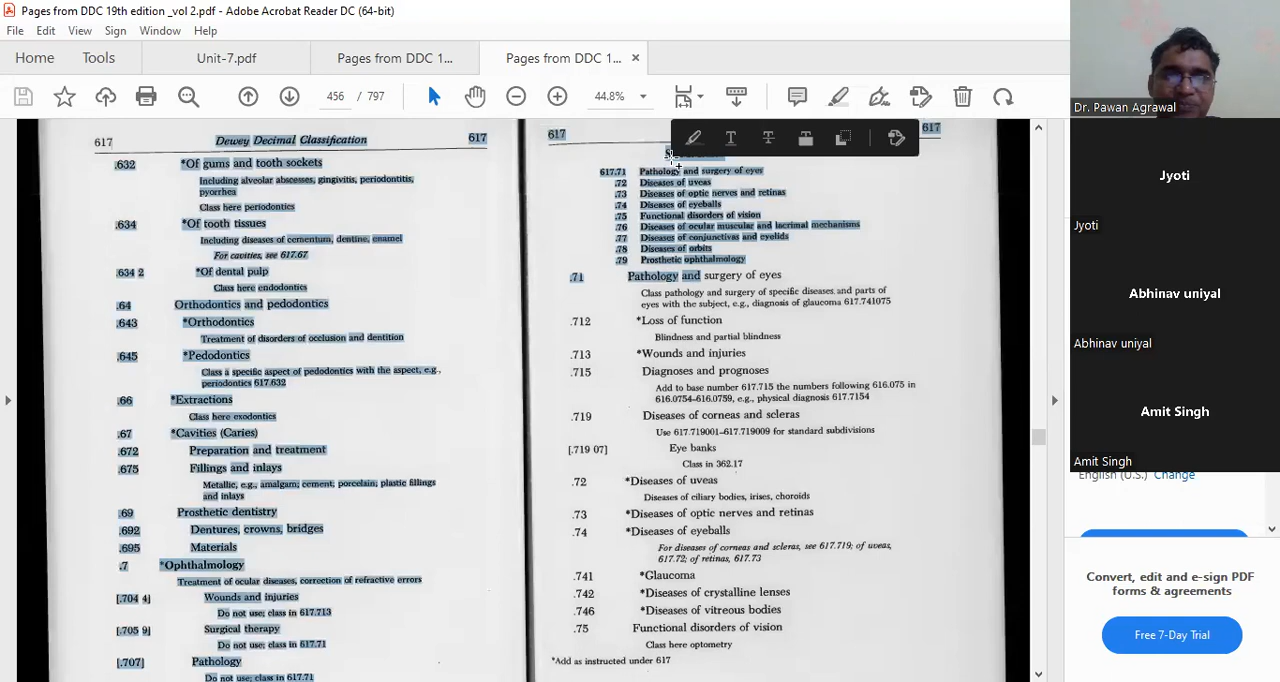 Pages from DDC 19th edition _vol 2.pdf - Adobe Acrobat Reader DC (64-bit)
File Edit View Sign Window Help
Home Tools Unit-7.pdf Pages from DDC 1... Pages from DDC 1... ×
456 / 797 44.8%
617 Dewey Decimal Classification 617
.632 *Of gums and tooth sockets
Including alveolar abscesses, gingivitis, periodontitis,
pyorrhea
Class here periodontics
.634 *Of tooth tissues
Including diseases of cementum, dentine, enamel
For cavities, see 617.67
.634 2 *Of dental pulp
Class here endodontics
.64 Orthodontics and pedodontics
.643 *Orthodontics
Treatment of disorders of occlusion and dentition
.645 *Pedodontics
Class a specific aspect of pedodontics with the aspect, e.g.,
periodontics 617.632
.66 *Extractions
Class here exodontics
.67 *Cavities (Caries)
.672 Preparation and treatment
.675 Fillings and inlays
Metallic, e.g., amalgam; cement; porcelain; plastic fillings
and inlays
.69 Prosthetic dentistry
.692 Dentures, crowns, bridges
.695 Materials
.7 *Ophthalmology
Treatment of ocular diseases, correction of refractive errors
[.704 4] Wounds and injuries
Do not use; class in 617.713
[.705 9] Surgical therapy
Do not use; class in 617.71
[.707] Pathology
Do not use; class in 617.71
617 617
617.71 Pathology and surgery of eyes
.72 Diseases of uveas
.73 Diseases of optic nerves and retinas
.74 Diseases of eyeballs
.75 Functional disorders of vision
.76 Diseases of ocular muscular and lacrimal mechanisms
.77 Diseases of conjunctivas and eyelids
.78 Diseases of orbits
.79 Prosthetic ophthalmology
.71 Pathology and surgery of eyes
Class pathology and surgery of specific diseases and parts of
eyes with the subject, e.g., diagnosis of glaucoma 617.741075
.712 *Loss of function
Blindness and partial blindness
.713 *Wounds and injuries
.715 Diagnoses and prognoses
Add to base number 617.715 the numbers following 616.075 in
616.0754-616.0759, e.g., physical diagnosis 617.7154
.719 Diseases of corneas and scleras
Use 617.719001-617.719009 for standard subdivisions
[.719 07] Eye banks
Class in 362.17
.72 *Diseases of uveas
Diseases of ciliary bodies, irises, choroids
.73 *Diseases of optic nerves and retinas
.74 *Diseases of eyeballs
For diseases of corneas and scleras, see 617.719; of uveas,
617.72; of retinas, 617.73
.741 *Glaucoma
.742 *Diseases of crystalline lenses
.746 *Diseases of vitreous bodies
.75 Functional disorders of vision
Class here optometry
*Add as instructed under 617
Dr. Pawan Agrawal
Jyoti
Jyoti
Abhinav uniyal
Abhinav uniyal
Amit Singh
Amit Singh
English (U.S.) Change
Convert, edit and e-sign PDF
forms & agreements
Free 7-Day Trial